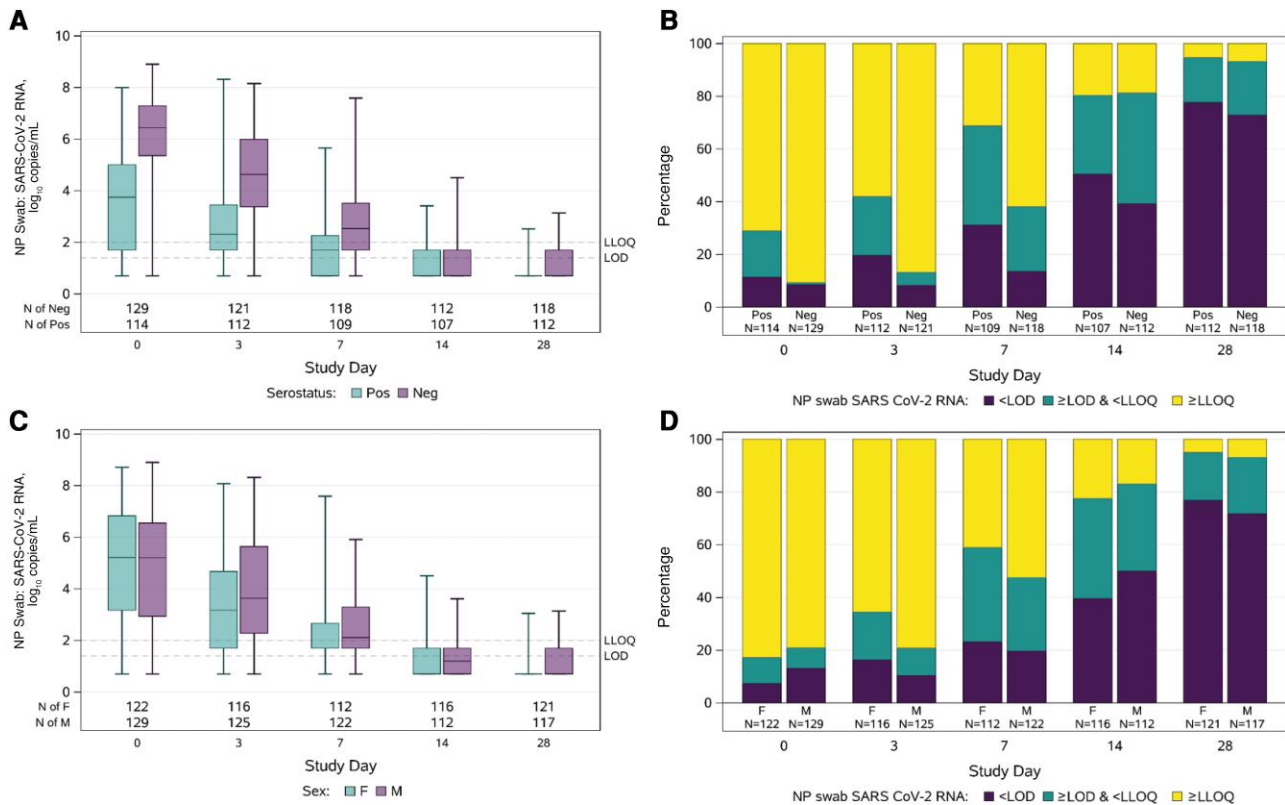 A
10
8
6
4
2
0
NP Swab: SARS-CoV-2 RNA,
log₁₀ copies/mL
LLOQ
LOD
N of Neg 129 121 118 112 118
N of Pos 114 112 109 107 112
0 3 7 14 28
Study Day
Serostatus: Pos Neg
B
100
80
60
40
20
0
Percentage
Pos Neg Pos Neg Pos Neg Pos Neg Pos Neg
N=114 N=129 N=112 N=121 N=109 N=118 N=107 N=112 N=112 N=118
0 3 7 14 28
Study Day
NP swab SARS CoV-2 RNA: <LOD ≥LOD & <LLOQ ≥LLOQ
C
10
8
6
4
2
0
NP Swab: SARS-CoV-2 RNA,
log₁₀ copies/mL
LLOQ
LOD
N of F 122 116 112 116 121
N of M 129 125 122 112 117
0 3 7 14 28
Study Day
Sex: F M
D
100
80
60
40
20
0
Percentage
F M F M F M F M F M
N=122 N=129 N=116 N=125 N=112 N=122 N=116 N=112 N=121 N=117
0 3 7 14 28
Study Day
NP swab SARS CoV-2 RNA: <LOD ≥LOD & <LLOQ ≥LLOQ